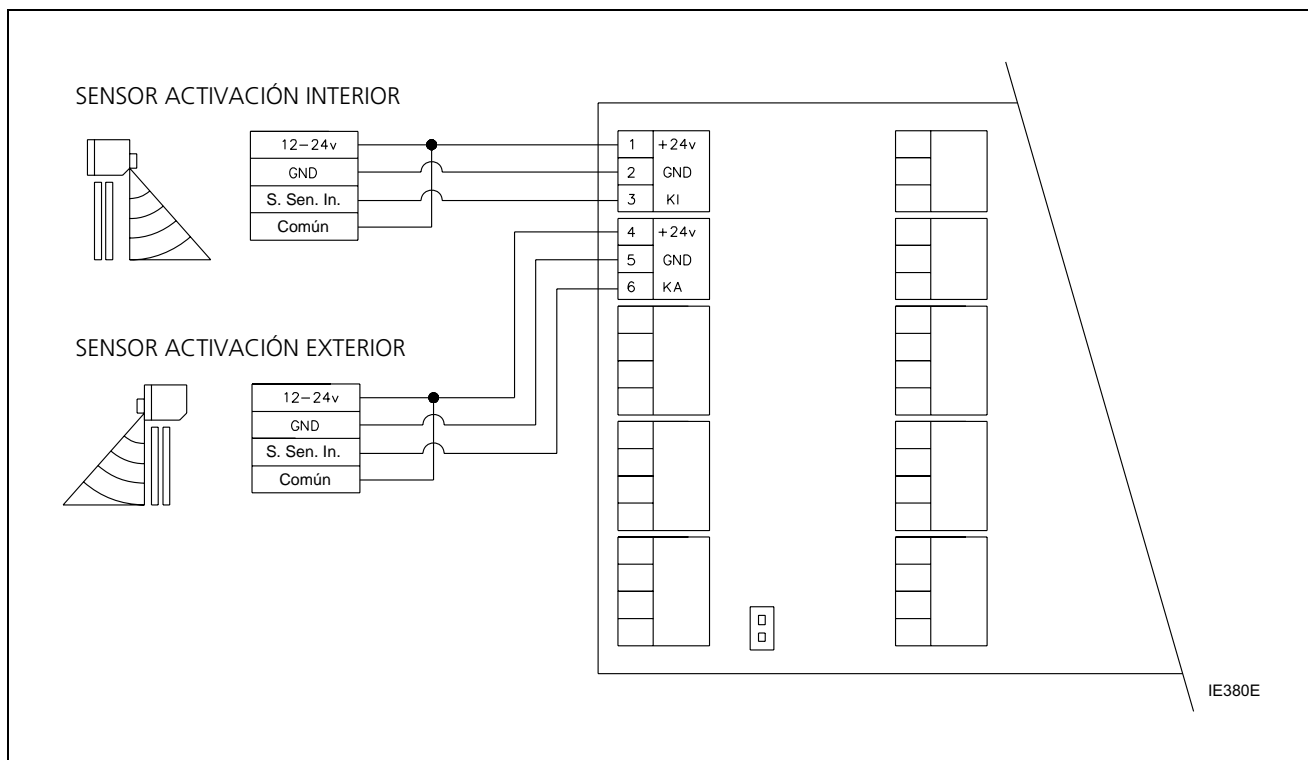 SENSOR ACTIVACIÓN INTERIOR
12-24v
GND
S. Sen. In.
Común
1 +24v
2 GND
3 KI
4 +24v
5 GND
6 KA
SENSOR ACTIVACIÓN EXTERIOR
12-24v
GND
S. Sen. In.
Común
IE380E